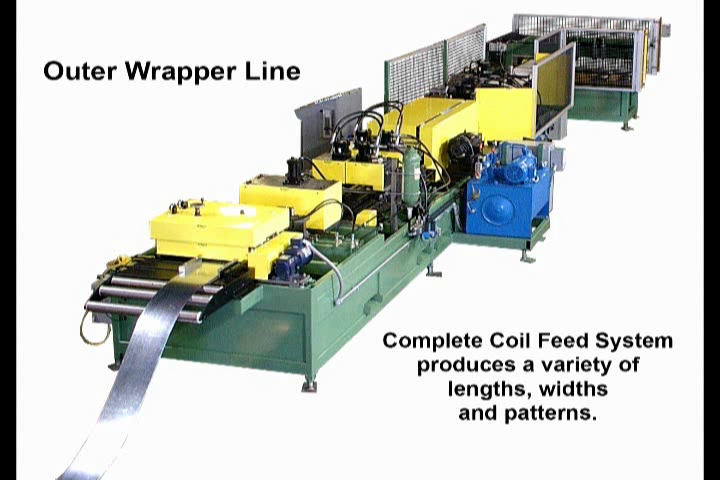 Outer Wrapper Line
Complete Coil Feed System
produces a variety of
lengths, widths
and patterns.